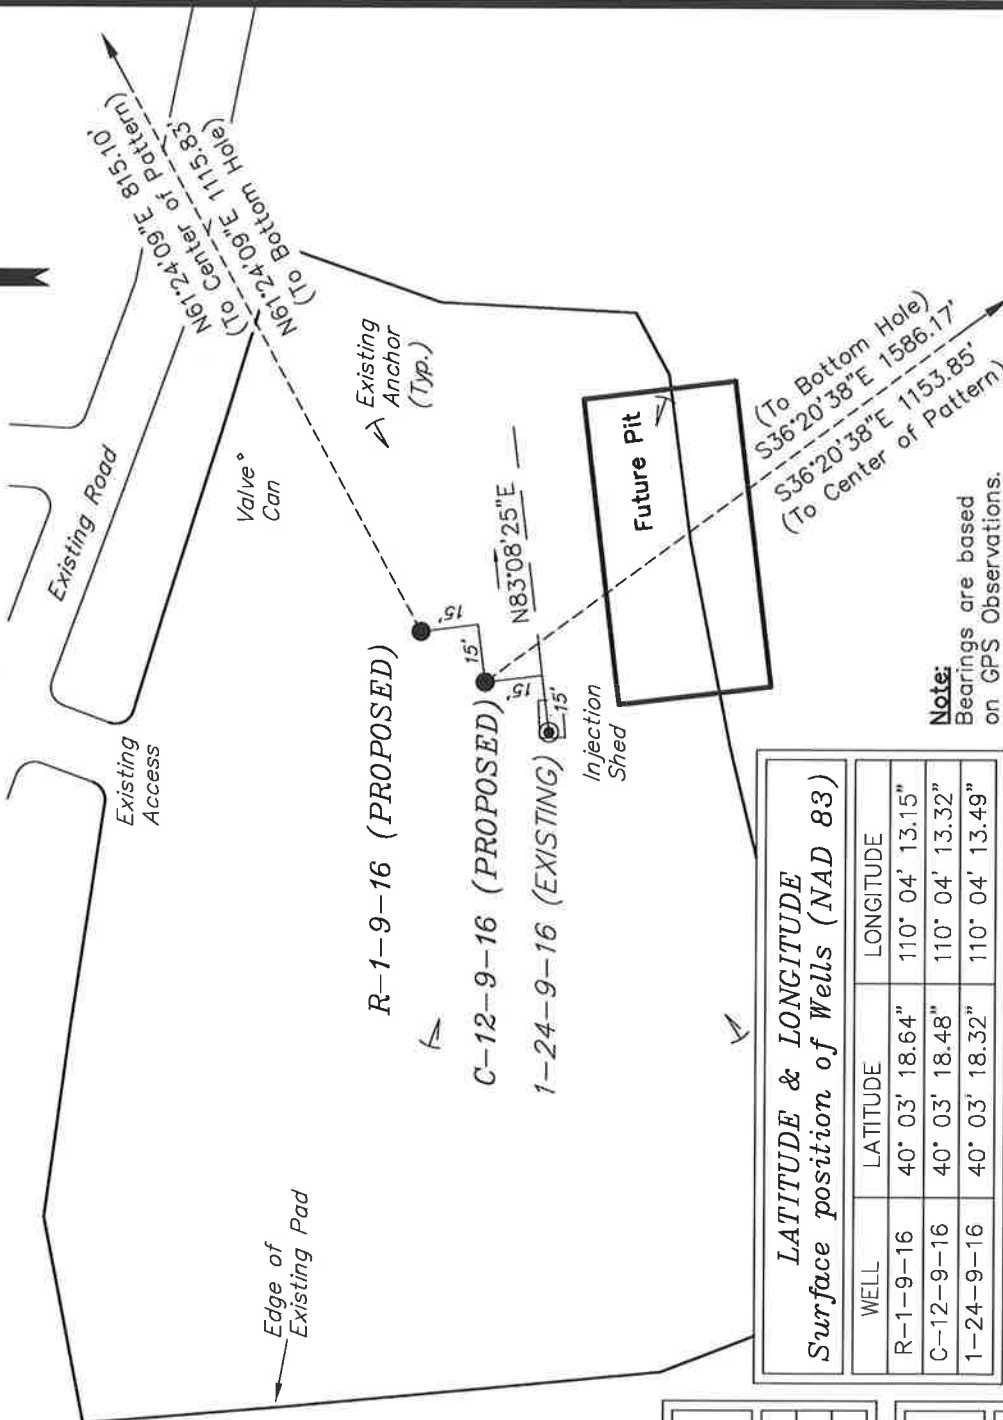 N61°24'09"E 815.10'
(To Center of Pattern)
N61°24'09"E 1115.83'
(To Bottom Hole)
Existing Road
Valve
Can
Existing
Anchor
(Typ.)
Existing
Access
R-1-9-16 (PROPOSED)
15'
15'
C-12-9-16 (PROPOSED)
15'
15'
N83°08'25"E
1-24-9-16 (EXISTING)
Injection
Shed
Future Pit
(To Bottom Hole)
S36°20'38"E 1586.17'
S36°20'38"E 1153.85'
(To Center of Pattern)
Edge of
Existing Pad
Note:
Bearings are based
on GPS Observations.
LATITUDE & LONGITUDE
Surface position of Wells (NAD 83)
WELL LATITUDE LONGITUDE
R-1-9-16 40° 03' 18.64" 110° 04' 13.15"
C-12-9-16 40° 03' 18.48" 110° 04' 13.32"
1-24-9-16 40° 03' 18.32" 110° 04' 13.49"